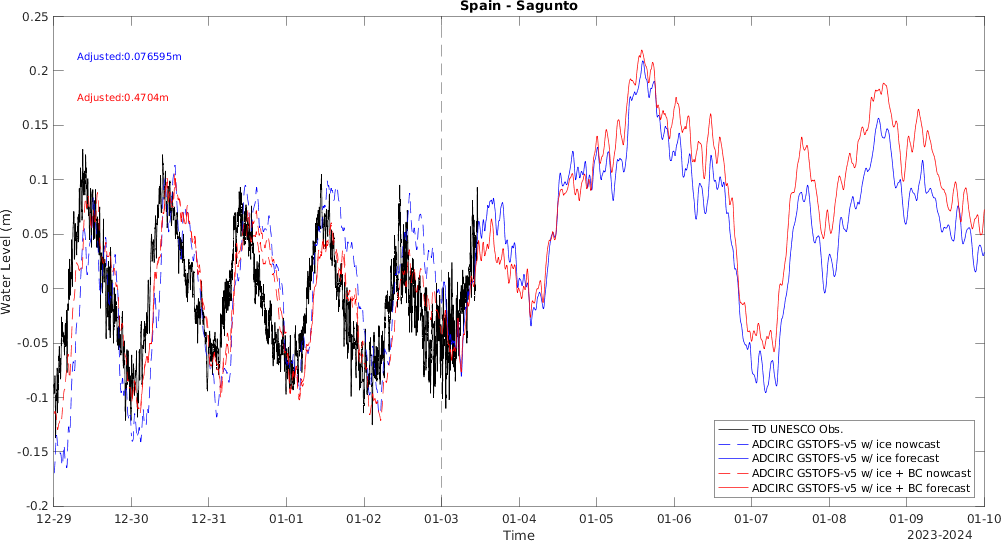 Spain - Sagunto
0.25
0.2
0.15
0.1
0.05
0
-0.05
-0.1
-0.15
-0.2
Water Level (m)
Adjusted:0.076595m
Adjusted:0.4704m
TD UNESCO Obs.
ADCIRC GSTOFS-v5 w/ ice nowcast
ADCIRC GSTOFS-v5 w/ ice forecast
ADCIRC GSTOFS-v5 w/ ice + BC nowcast
ADCIRC GSTOFS-v5 w/ ice + BC forecast
12-29 12-30 12-31 01-01 01-02 01-03 01-04 01-05 01-06 01-07 01-08 01-09 01-10
Time
2023-2024